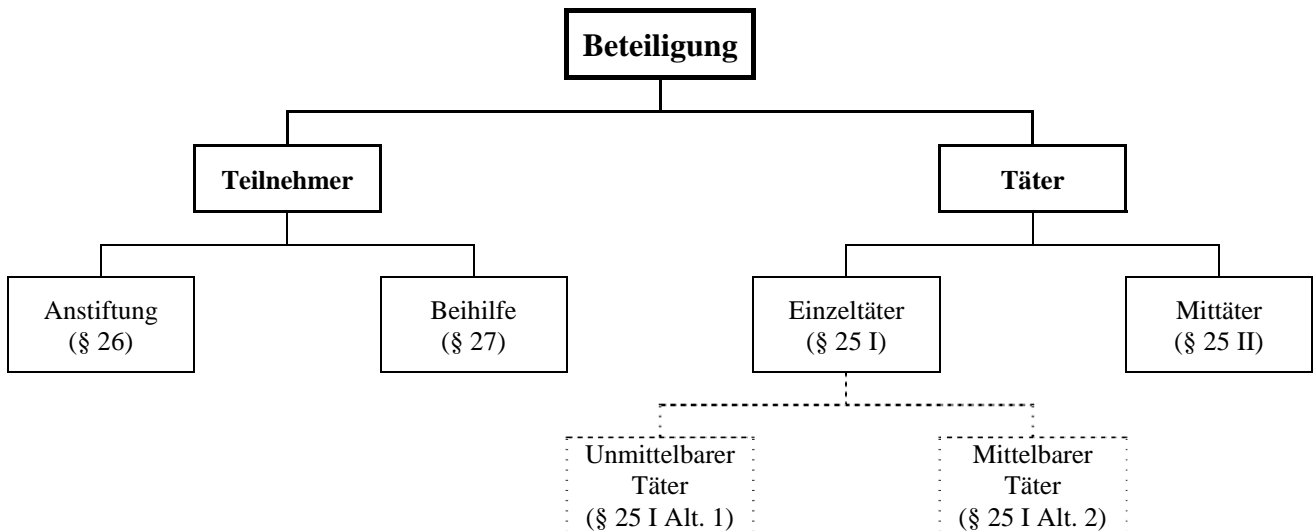 Beteiligung
Teilnehmer
Täter
Anstiftung
(§ 26)
Beihilfe
(§ 27)
Einzeltäter
(§ 25 I)
Mittäter
(§ 25 II)
Unmittelbarer
Täter
(§ 25 I Alt. 1)
Mittelbarer
Täter
(§ 25 I Alt. 2)